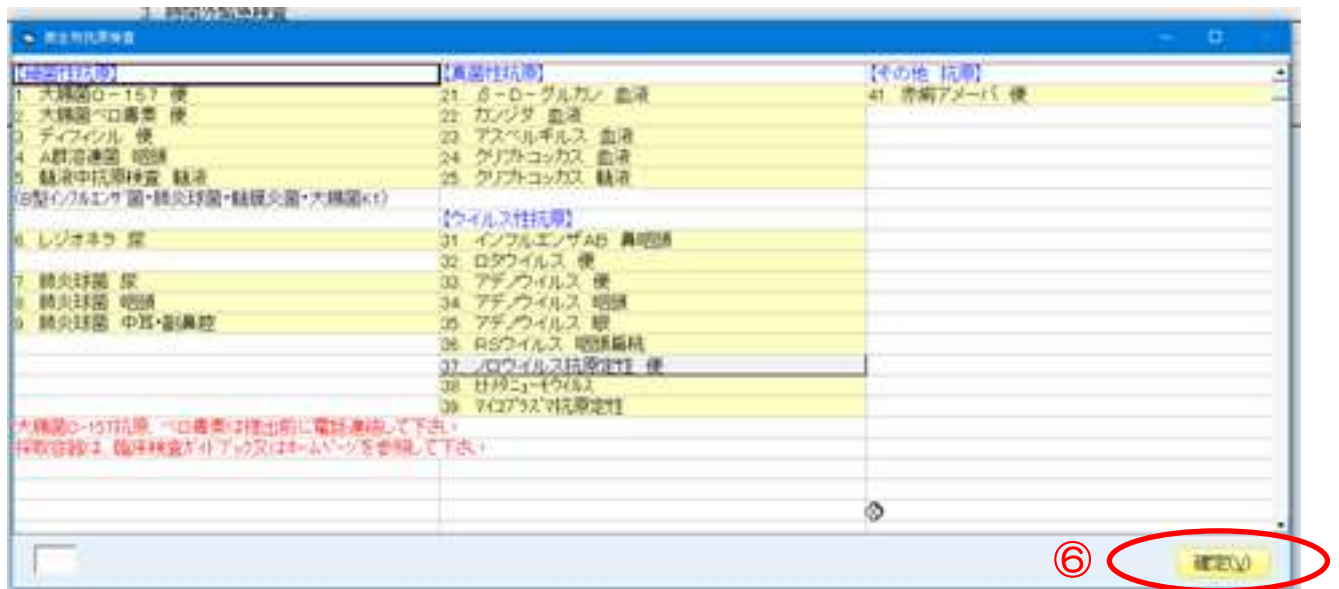 3 時間外緊急検査
微生物抗原検査
【細菌性抗原】
1 大腸菌O-157 便
2 大腸菌ベロ毒素 便
3 ディフィシル 便
4 A群溶連菌 咽頭
5 髄液中抗原検査 髄液
(B型インフルエンザ菌・肺炎球菌・髄膜炎菌・大腸菌K1)
6 レジオネラ 尿
7 肺炎球菌 尿
8 肺炎球菌 咽頭
9 肺炎球菌 中耳・副鼻腔
大腸菌O-157抗原、ベロ毒素は提出前に電話連絡して下さい
採取容器は、臨床検査ガイドブック又はホームページを参照して下さい
【真菌性抗原】
21 β-D-グルカン 血液
22 カンジダ 血液
23 アスペルギルス 血液
24 クリプトコッカス 血液
25 クリプトコッカス 髄液
【ウイルス性抗原】
31 インフルエンザAB 鼻咽頭
32 ロタウイルス 便
33 アデノウイルス 便
34 アデノウイルス 咽頭
35 アデノウイルス 眼
36 RSウイルス 咽頭扁桃
37 ノロウイルス抗原定性 便
38 ヒトメタニューモウイルス
39 マイコプラズマ抗原定性
【その他 抗原】
41 赤痢アメーバ 便
⑥
確定(V)